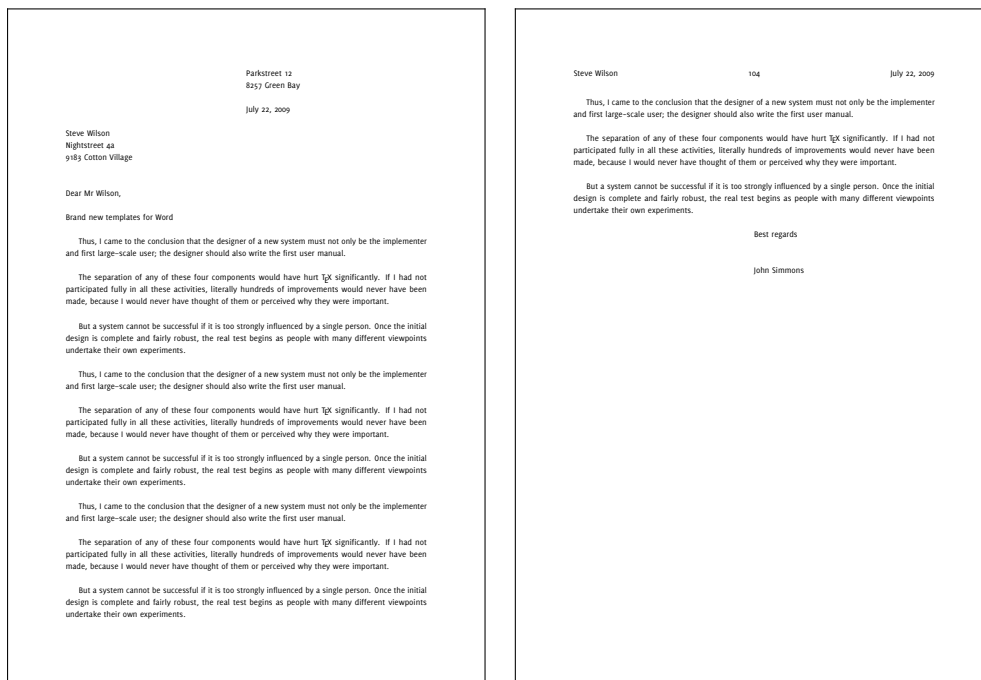 Parkstreet 12
8257 Green Bay
July 22, 2009
Steve Wilson
Nightstreet 4a
9183 Cotton Village
Dear Mr Wilson,
Brand new templates for Word
Thus, I came to the conclusion that the designer of a new system must not only be the implementer
and first large–scale user; the designer should also write the first user manual.
The separation of any of these four components would have hurt TEX significantly. If I had not
participated fully in all these activities, literally hundreds of improvements would never have been
made, because I would never have thought of them or perceived why they were important.
But a system cannot be successful if it is too strongly influenced by a single person. Once the initial
design is complete and fairly robust, the real test begins as people with many different viewpoints
undertake their own experiments.
Thus, I came to the conclusion that the designer of a new system must not only be the implementer
and first large–scale user; the designer should also write the first user manual.
The separation of any of these four components would have hurt TEX significantly. If I had not
participated fully in all these activities, literally hundreds of improvements would never have been
made, because I would never have thought of them or perceived why they were important.
But a system cannot be successful if it is too strongly influenced by a single person. Once the initial
design is complete and fairly robust, the real test begins as people with many different viewpoints
undertake their own experiments.
Thus, I came to the conclusion that the designer of a new system must not only be the implementer
and first large–scale user; the designer should also write the first user manual.
The separation of any of these four components would have hurt TEX significantly. If I had not
participated fully in all these activities, literally hundreds of improvements would never have been
made, because I would never have thought of them or perceived why they were important.
But a system cannot be successful if it is too strongly influenced by a single person. Once the initial
design is complete and fairly robust, the real test begins as people with many different viewpoints
undertake their own experiments.
Steve Wilson 104 July 22, 2009
Thus, I came to the conclusion that the designer of a new system must not only be the implementer
and first large–scale user; the designer should also write the first user manual.
The separation of any of these four components would have hurt TEX significantly. If I had not
participated fully in all these activities, literally hundreds of improvements would never have been
made, because I would never have thought of them or perceived why they were important.
But a system cannot be successful if it is too strongly influenced by a single person. Once the initial
design is complete and fairly robust, the real test begins as people with many different viewpoints
undertake their own experiments.
Best regards
John Simmons